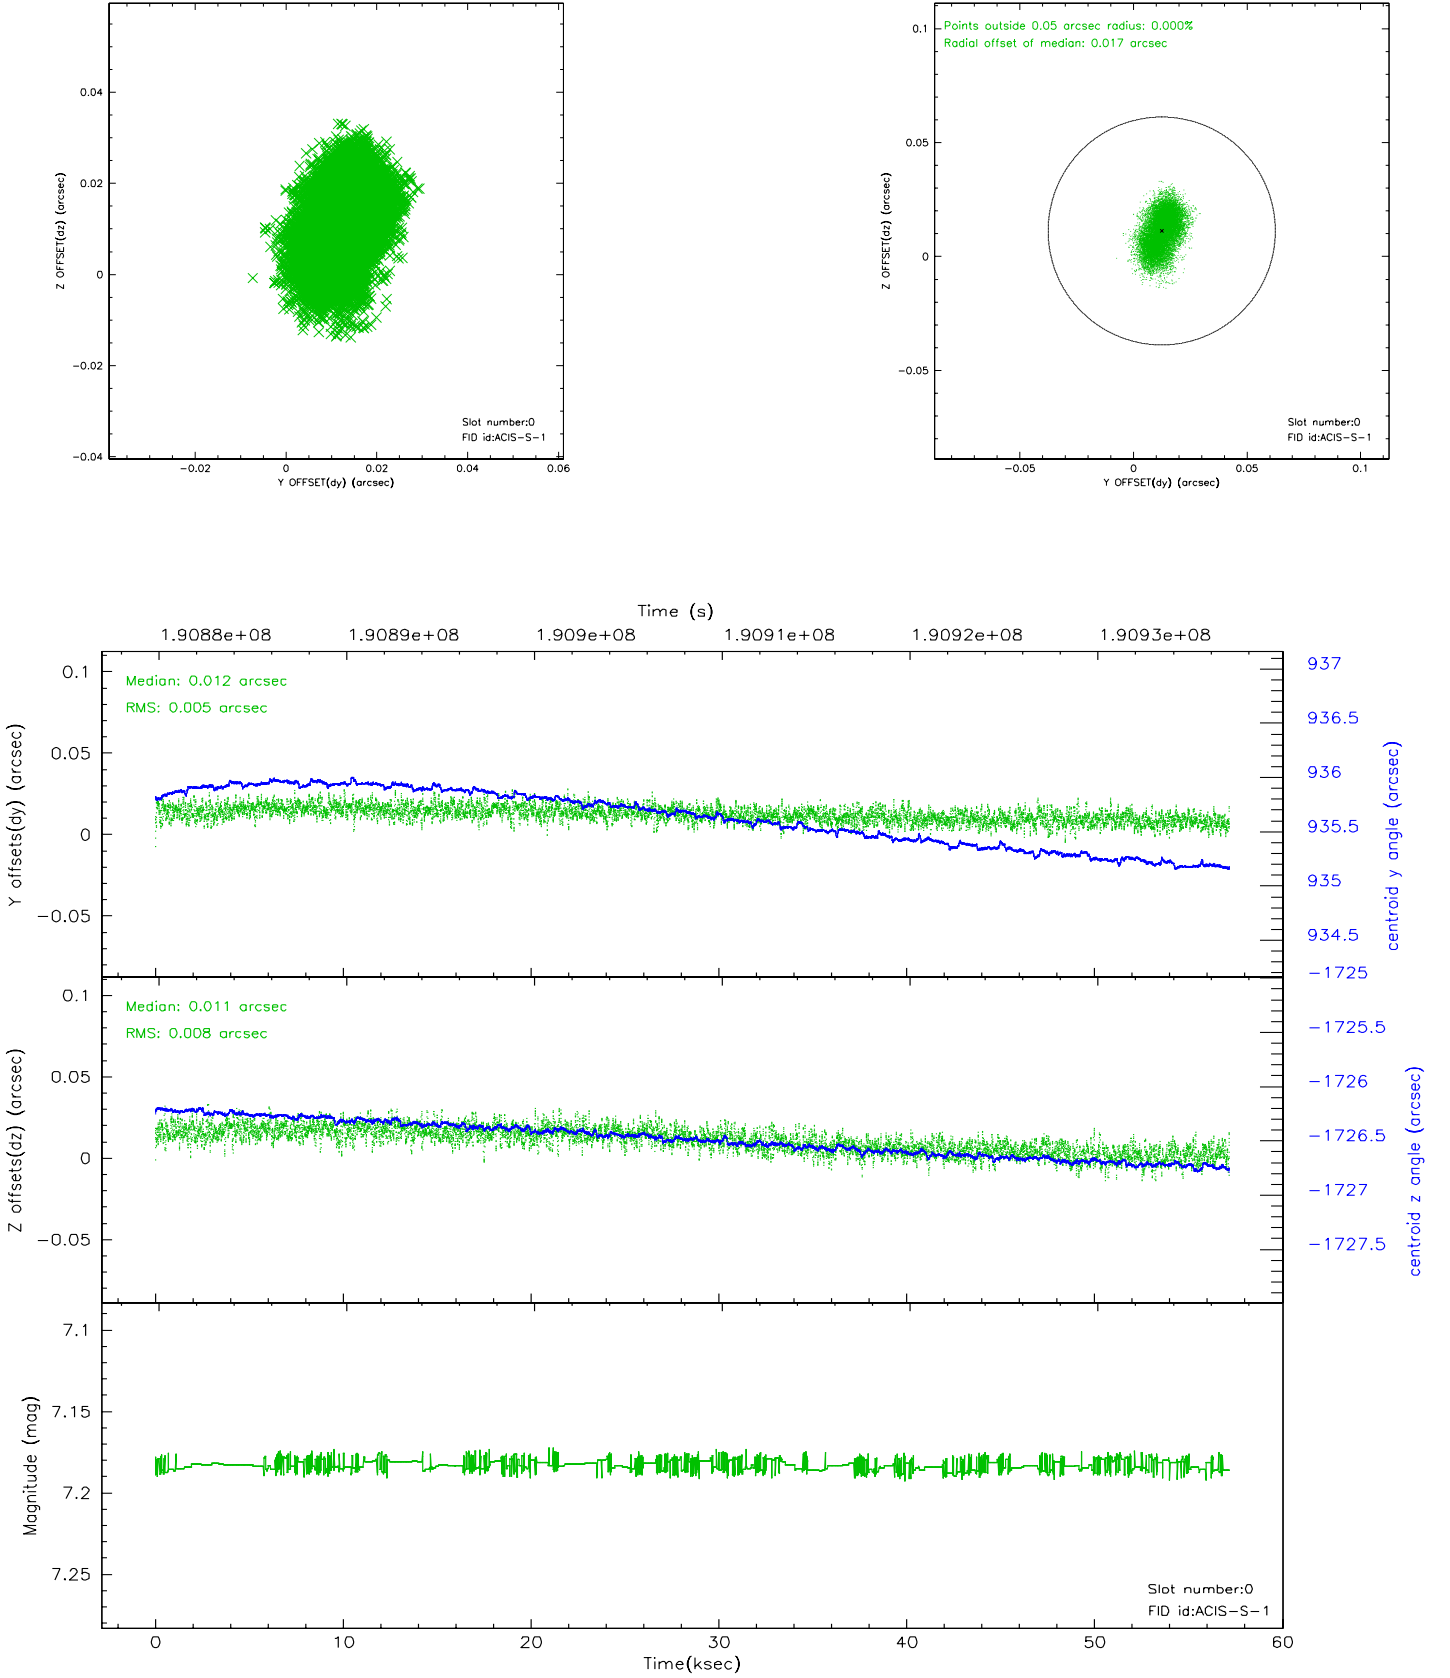 0.04
0.02
0
−0.02
−0.04
Z OFFSET(dz) (arcsec)
Slot number:0
FID id:ACIS−S−1
−0.02
0
0.02
0.04
0.06
Y OFFSET(dy) (arcsec)
Points outside 0.05 arcsec radius: 0.000%
Radial offset of median: 0.017 arcsec
0.1
0.05
0
−0.05
Z OFFSET(dz) (arcsec)
Slot number:0
FID id:ACIS−S−1
−0.05
0
0.05
0.1
Y OFFSET(dy) (arcsec)
Time (s)
1.9088e+08
1.9089e+08
1.909e+08
1.9091e+08
1.9092e+08
1.9093e+08
Median: 0.012 arcsec
RMS: 0.005 arcsec
0.1
0.05
0
−0.05
Y offsets(dy) (arcsec)
937
936.5
936
935.5
935
934.5
centroid y angle (arcsec)
−1725
Median: 0.011 arcsec
RMS: 0.008 arcsec
0.1
0.05
0
−0.05
Z offsets(dz) (arcsec)
−1725.5
−1726
−1726.5
−1727
−1727.5
centroid z angle (arcsec)
7.1
7.15
7.2
7.25
Magnitude (mag)
Slot number:0
FID id:ACIS−S−1
0
10
20
30
40
50
60
Time(ksec)